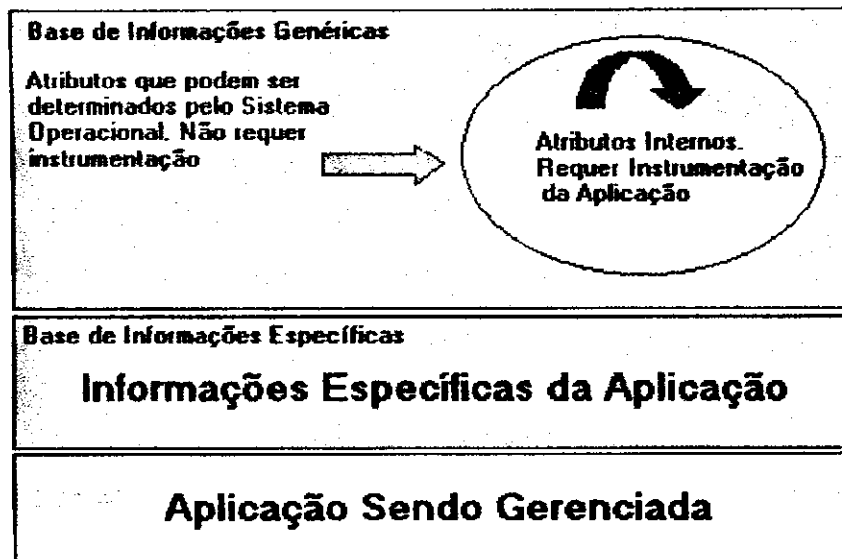 Base de Informações Genéricas
Atributos que podem ser
determinados pelo Sistema
Operacional. Não requer
instrumentação
Atributos Internos.
Requer Instrumentação
da Aplicação
Base de Informações Específicas
Informações Específicas da Aplicação
Aplicação Sendo Gerenciada